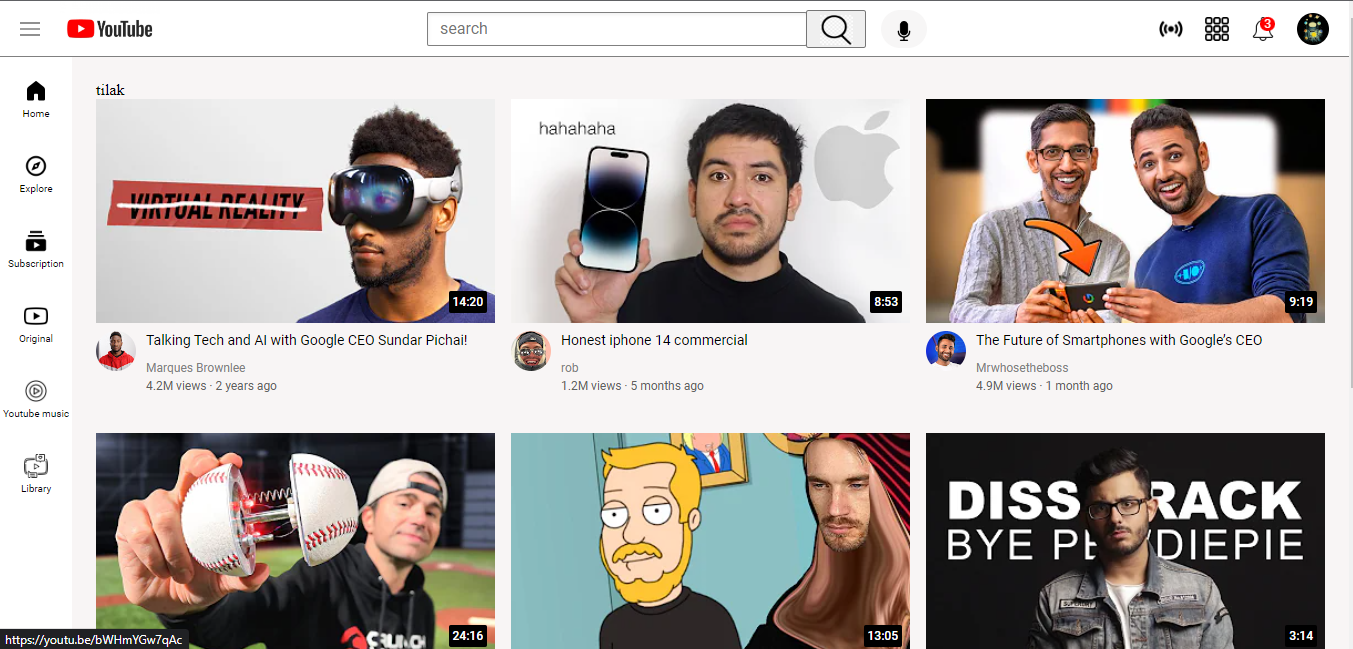 YouTube
search
3
Home
Explore
Subscription
Original
Youtube music
Library
tilak
VIRTUAL REALITY
14:20
Talking Tech and AI with Google CEO Sundar Pichai!
Marques Brownlee
4.2M views · 2 years ago
hahahaha
8:53
Honest iphone 14 commercial
rob
1.2M views · 5 months ago
9:19
The Future of Smartphones with Google’s CEO
Mrwhosetheboss
4.9M views · 1 month ago
CRUNCH
24:16
13:05
DISS RACK
BYE PE DIEPIE
3:14
https://youtu.be/bWHmYGw7qAc